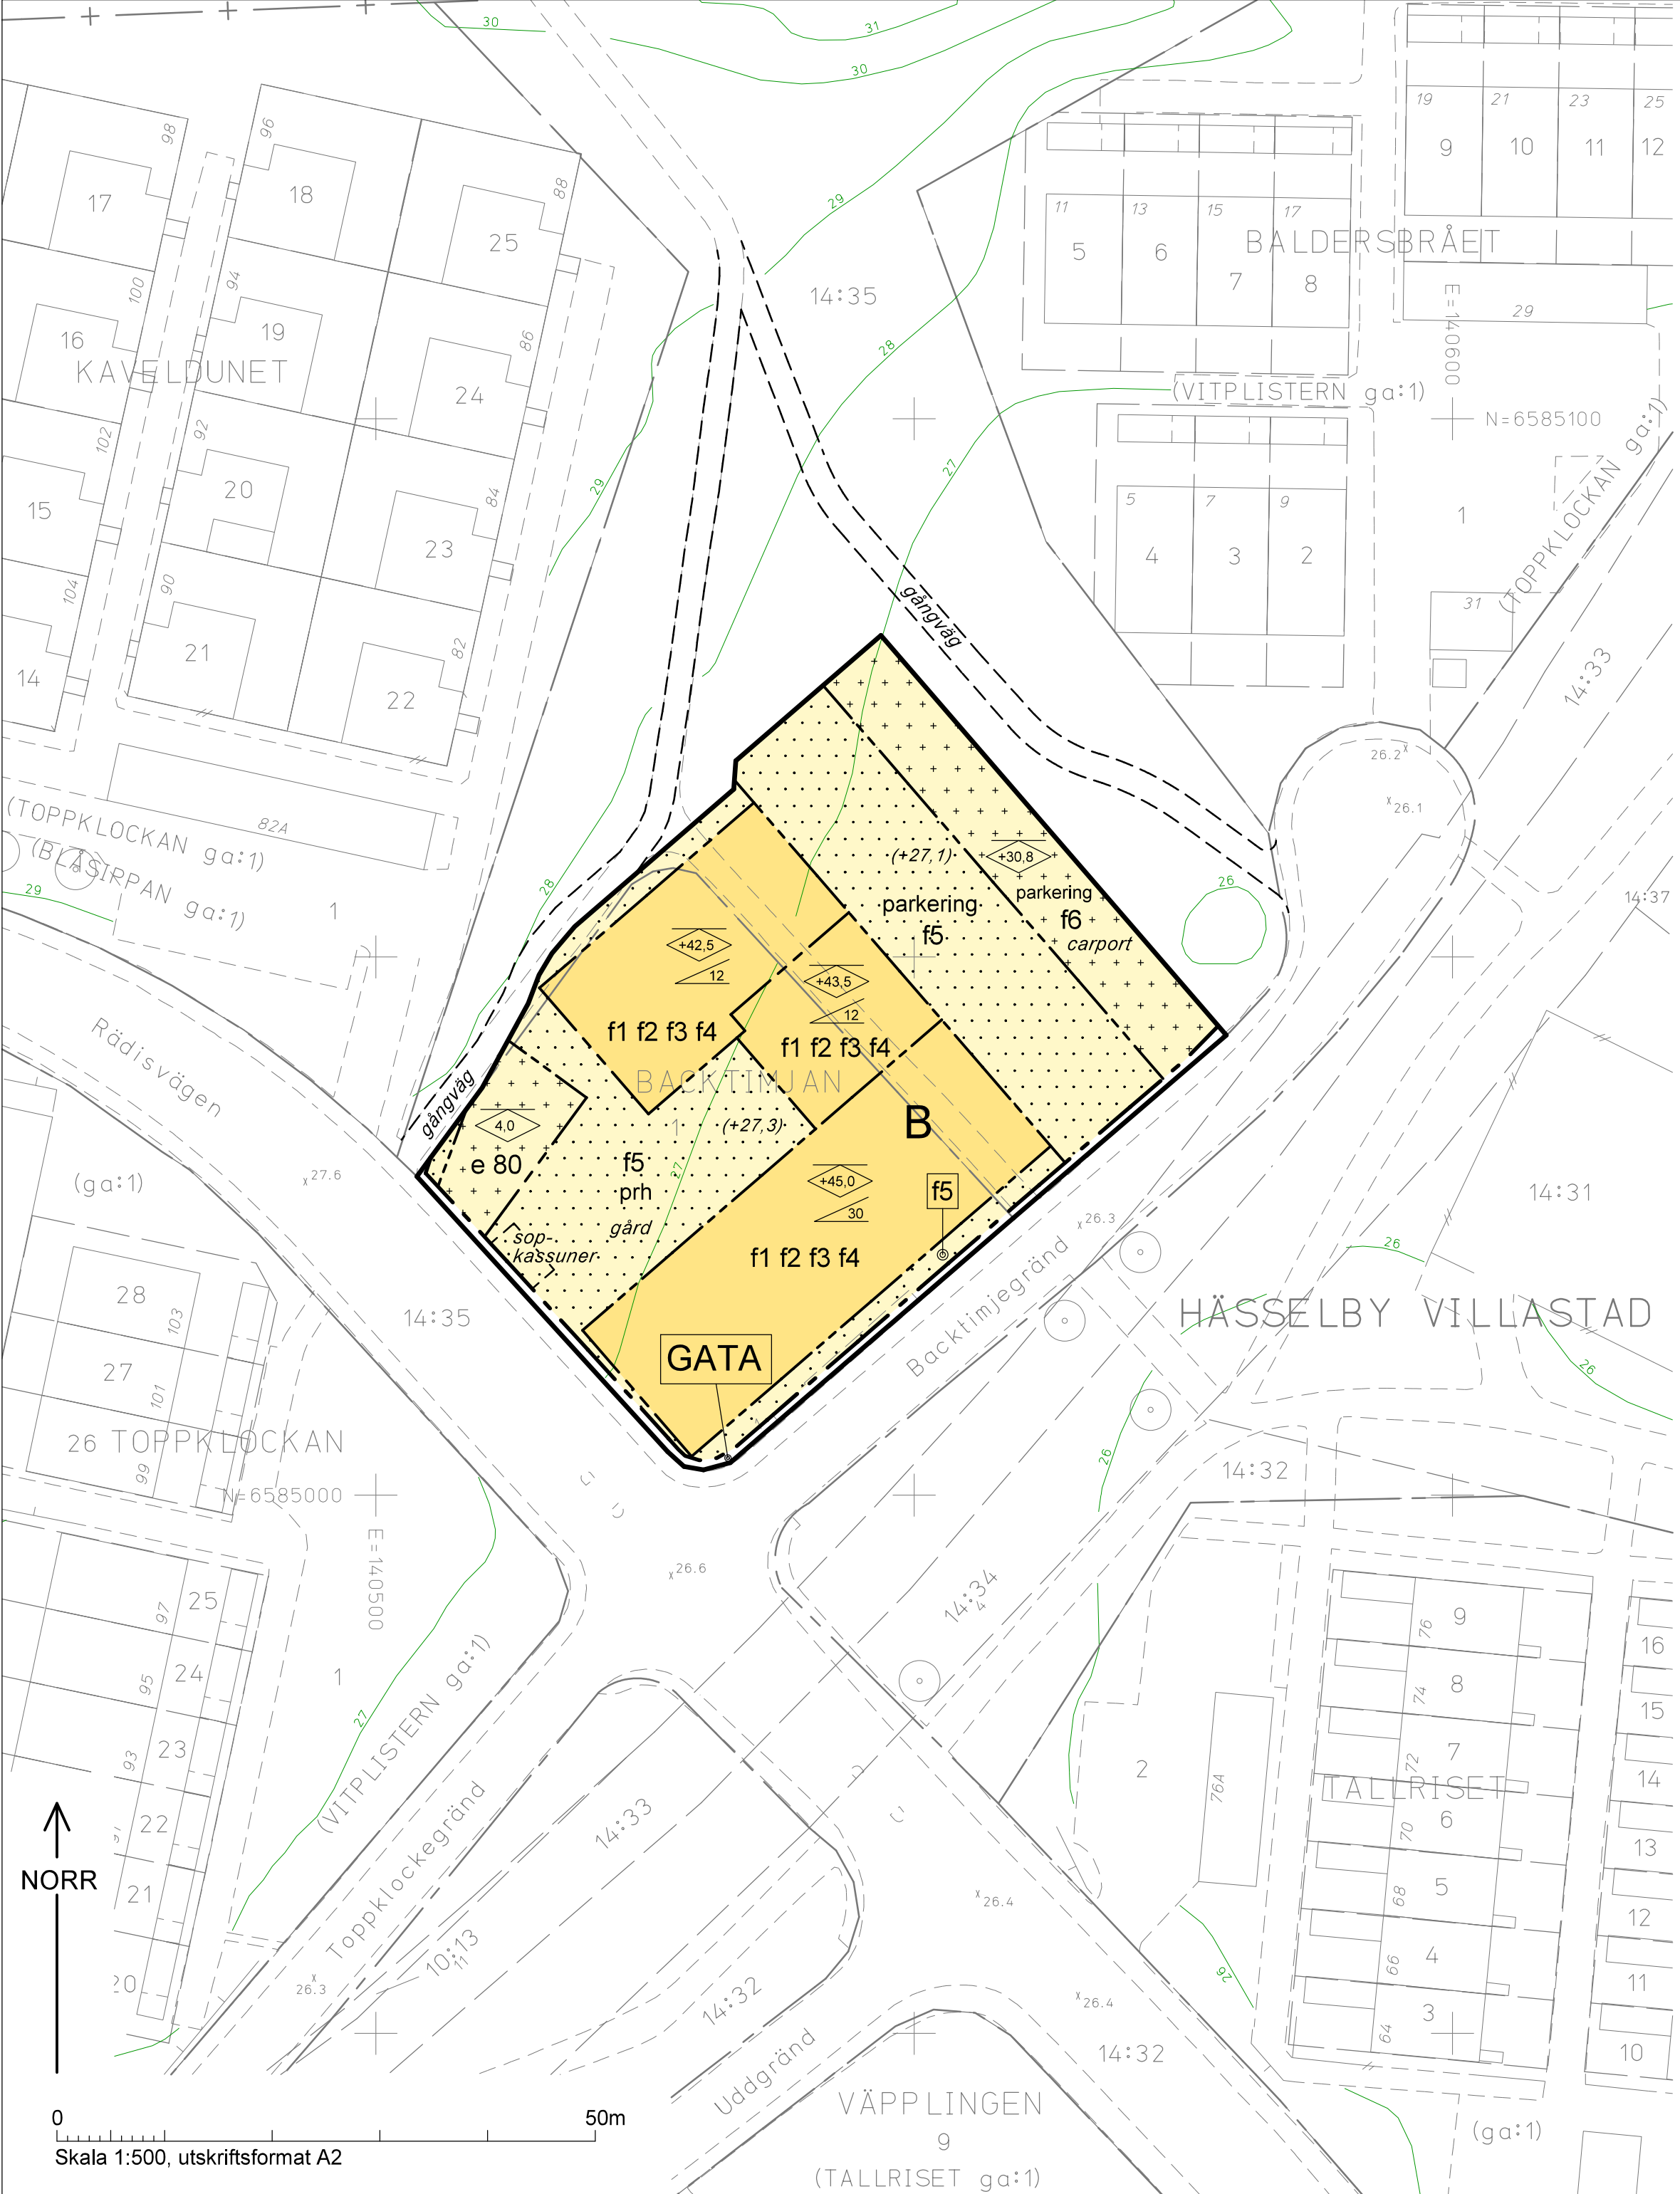 30
31
30
98
96
88
17
18
25
29
14:35
19 21 23 25
9 10 11 12
11 13 15 17
5 6 7 8
BALDERSBRÅET
E=140600
29
100
94
86
16
19
24
KAVELDUNET
28
(VITPLISTERN ga:1)
N=6585100
(TOPPKLOCKAN ga:1)
102
92
84
15
20
23
29
27
5 7 9
4 3 2
1
31
104
90
82
14
21
22
gångväg
14:33
26.2
26.1
(TOPPKLOCKAN ga:1)
82A
(BLÅSIRPAN ga:1)
29
1
28
(+27,1)
+30,8
parkering
f5
parkering
f6
carport
26
14:37
+42,5
12
f1 f2 f3 f4
+43,5
12
f1 f2 f3 f4
BACKTIMJAN
1
Rädisvägen
gångväg
4,0
e 80
(+27,3)
f5
prh
gård
27
sop-
kassuner
B
+45,0
30
f1 f2 f3 f4
f5
27.6
(ga:1)
26.3
14:31
26
Backtimjegränd
HÄSSELBY VILLASTAD
26
GATA
14:35
28
103
27
101
26 TOPPKLOCKAN
99
N=6585000
E=140500
26
14:32
26.6
14:34
4
25
97
24
95
1
23
93
22
21
20
(VITPLISTERN ga:1)
27
Toppklockegränd
14:33
10:13
11
26.3
14:32
Uddgränd
26.4
26.4
14:32
2
76A
26
TALLRISET
9
76
8
74
7
72
6
70
5
68
4
66
3
64
16
15
14
13
12
11
10
NORR
0 50m
Skala 1:500, utskriftsformat A2
VÄPPLINGEN
9
(TALLRISET ga:1)
(ga:1)